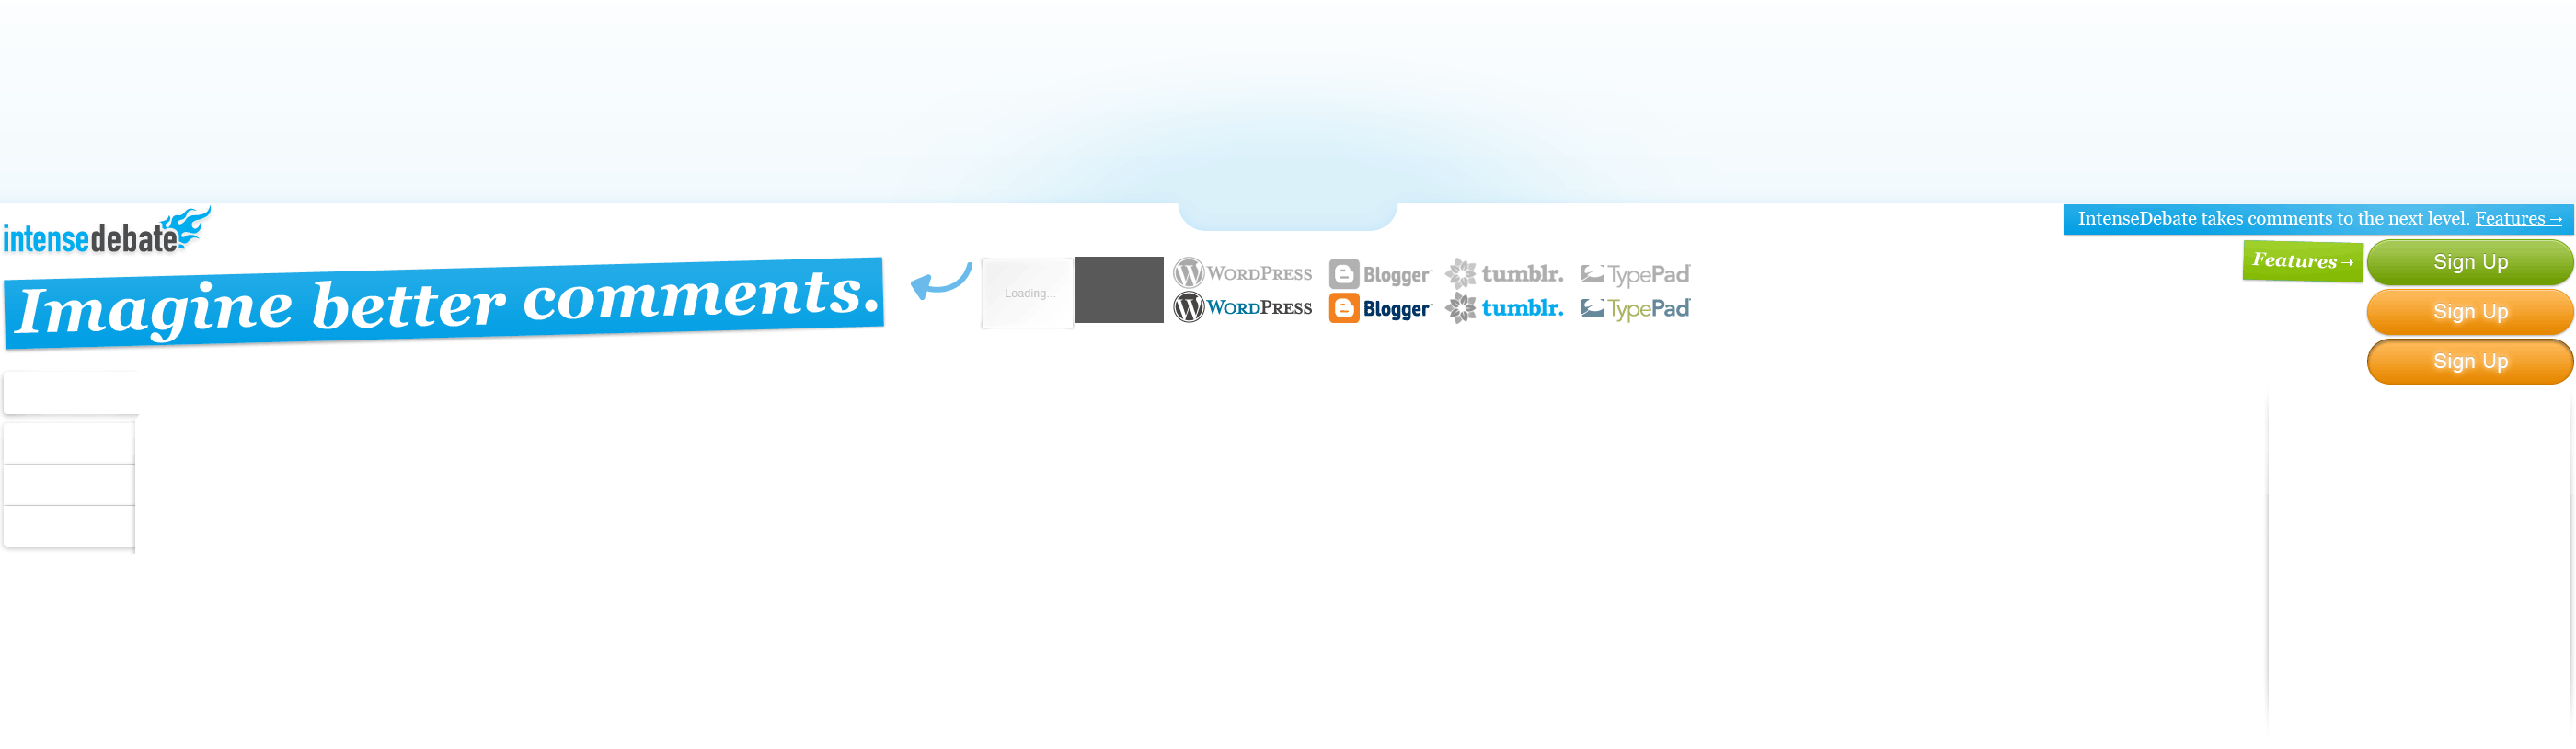 intensedebate
IntenseDebate takes comments to the next level. Features →
Features →
Sign Up
Imagine better comments.
Loading...
WORDPRESS
Blogger
tumblr.
TypePad
WORDPRESS
Blogger
tumblr.
TypePad
Sign Up
Sign Up